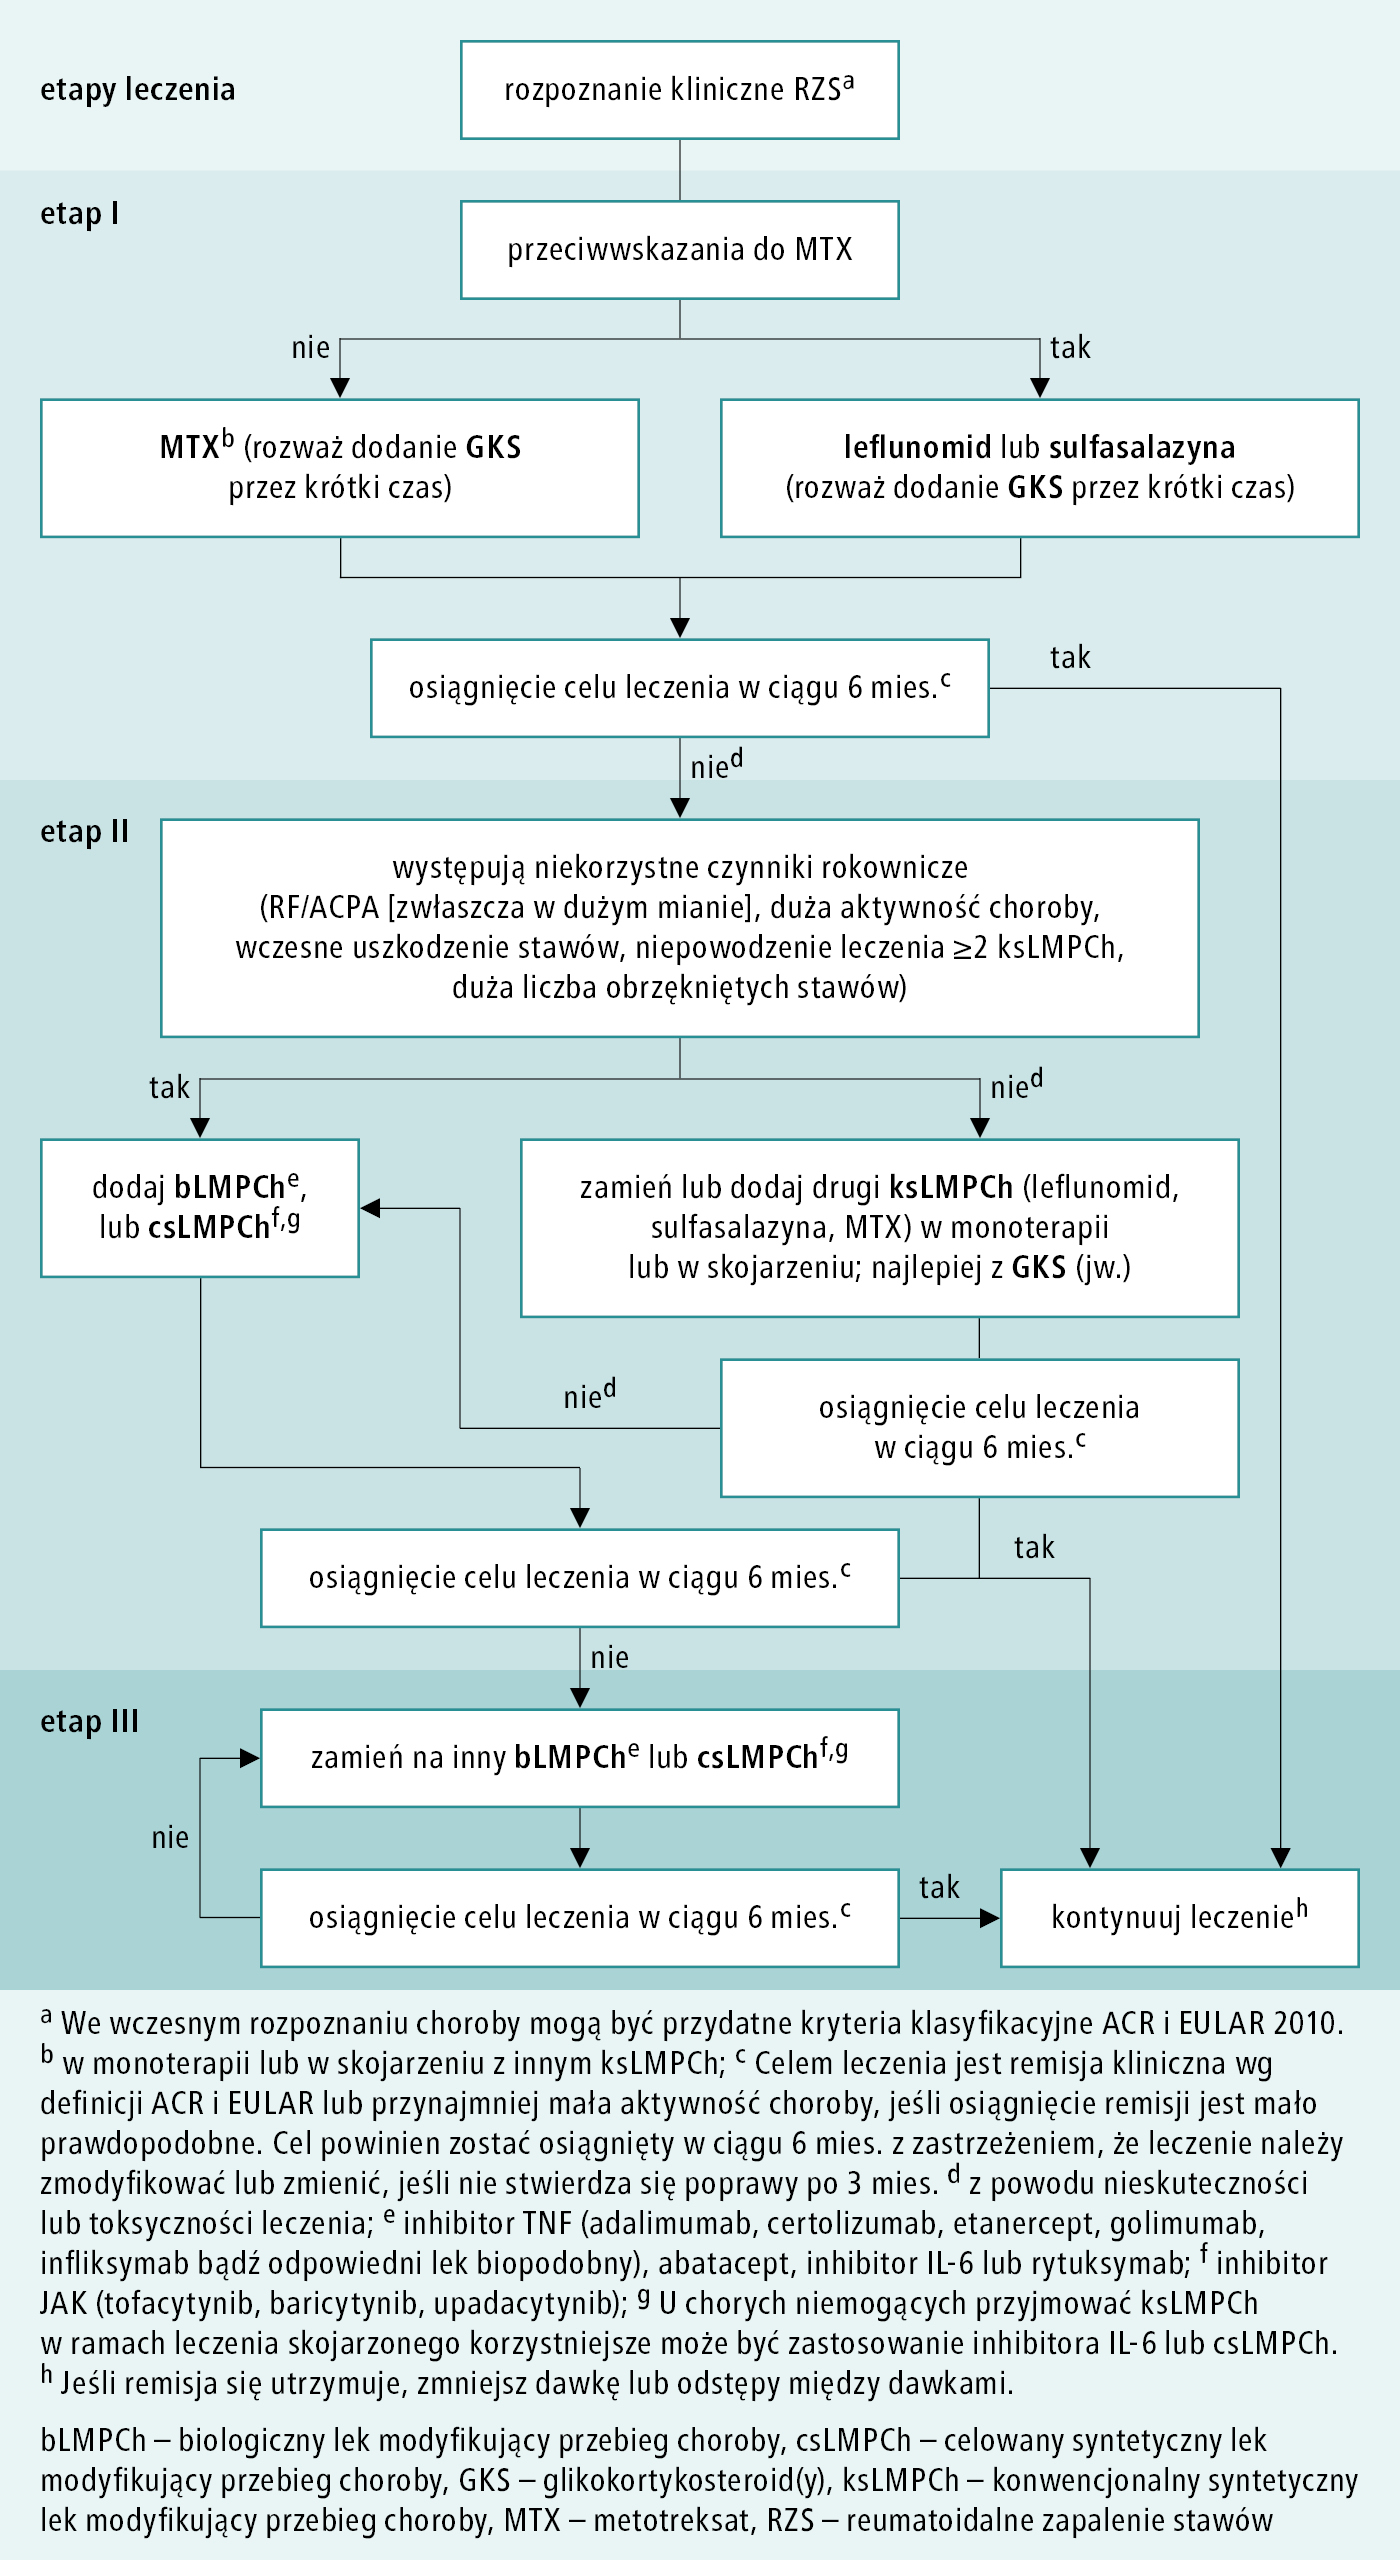 etapy leczenia
rozpoznanie kliniczne RZSa
etap I
przeciwwskazania do MTX
nie
tak
MTXb (rozważ dodanie GKS
przez krótki czas)
leflunomid lub sulfasalazyna
(rozważ dodanie GKS przez krótki czas)
osiągnięcie celu leczenia w ciągu 6 mies.c
tak
nied
etap II
występują niekorzystne czynniki rokownicze
(RF/ACPA [zwłaszcza w dużym mianie], duża aktywność choroby,
wczesne uszkodzenie stawów, niepowodzenie leczenia ≥2 ksLMPCh,
duża liczba obrzękniętych stawów)
tak
nied
dodaj bLMPChe,
lub csLMPChf,g
zamień lub dodaj drugi ksLMPCh (leflunomid,
sulfasalazyna, MTX) w monoterapii
lub w skojarzeniu; najlepiej z GKS (jw.)
nied
osiągnięcie celu leczenia
w ciągu 6 mies.c
tak
osiągnięcie celu leczenia w ciągu 6 mies.c
nie
etap III
zamień na inny bLMPChe lub csLMPChf,g
nie
osiągnięcie celu leczenia w ciągu 6 mies.c
tak
kontynuuj leczenieh
a We wczesnym rozpoznaniu choroby mogą być przydatne kryteria klasyfikacyjne ACR i EULAR 2010.
b w monoterapii lub w skojarzeniu z innym ksLMPCh; c Celem leczenia jest remisja kliniczna wg
definicji ACR i EULAR lub przynajmniej mała aktywność choroby, jeśli osiągnięcie remisji jest mało
prawdopodobne. Cel powinien zostać osiągnięty w ciągu 6 mies. z zastrzeżeniem, że leczenie należy
zmodyfikować lub zmienić, jeśli nie stwierdza się poprawy po 3 mies. d z powodu nieskuteczności
lub toksyczności leczenia; e inhibitor TNF (adalimumab, certolizumab, etanercept, golimumab,
infliksymab bądź odpowiedni lek biopodobny), abatacept, inhibitor IL-6 lub rytuksymab; f inhibitor
JAK (tofacytynib, baricytynib, upadacytynib); g U chorych niemogących przyjmować ksLMPCh
w ramach leczenia skojarzonego korzystniejsze może być zastosowanie inhibitora IL-6 lub csLMPCh.
h Jeśli remisja się utrzymuje, zmniejsz dawkę lub odstępy między dawkami.
bLMPCh – biologiczny lek modyfikujący przebieg choroby, csLMPCh – celowany syntetyczny lek
modyfikujący przebieg choroby, GKS – glikokortykosteroid(y), ksLMPCh – konwencjonalny syntetyczny
lek modyfikujący przebieg choroby, MTX – metotreksat, RZS – reumatoidalne zapalenie stawów